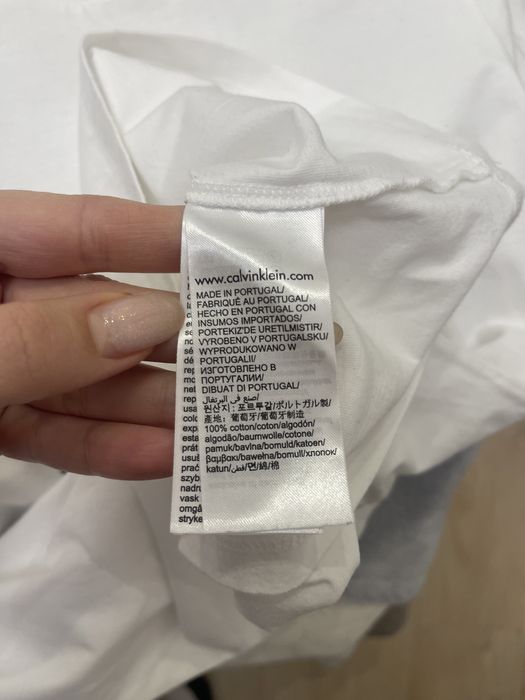 www.calvinklein.com
MADE IN PORTUGAL/
FABRIQUÉ AU PORTUGAL/
HECHO EN PORTUGAL CON
INSUMOS IMPORTADOS/
PORTEKIZ'DE URETILMISTIR/
VYROBENO V PORTUGALSKU/
WYPRODUKOWANO W
PORTUGALII/
ИЗГОТОВЛЕНО В
ПОРТУГАЛИИ/
DIBUAT DI PORTUGAL/
صنع في البرتغال/
원산지 : 포르투갈/ポルトガル製/
產地: 葡萄牙/葡萄牙制造
100% cotton/coton/algodón/
algodão/baumwolle/cotone/
pamuk/bavlna/bomuld/katoen/
βαμβακι/bawełna/bomull/хлопок/
katun/قطن/면/綿/棉